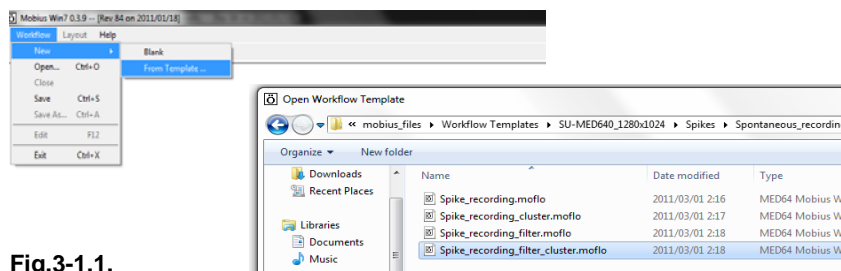 Mobius Win7 0.3.9 -- [Rev 84 on 2011/01/18]
Workflow Layout Help
New
Blank
Open... Ctrl+O
From Template ...
Close
Save Ctrl+S
Save As... Ctrl+A
Edit F12
Exit Ctrl+X
Open Workflow Template
« mobius_files Workflow Templates SU-MED640_1280x1024 Spikes Spontaneous_recordin
Organize New folder
Downloads
Recent Places
Libraries
Documents
Music
Name Date modified Type
Spike_recording.moflo 2011/03/01 2:16 MED64 Mobius W
Spike_recording_cluster.moflo 2011/03/01 2:17 MED64 Mobius W
Spike_recording_filter.moflo 2011/03/01 2:18 MED64 Mobius W
Spike_recording_filter_cluster.moflo 2011/03/01 2:18 MED64 Mobius W
Fig.3-1.1.